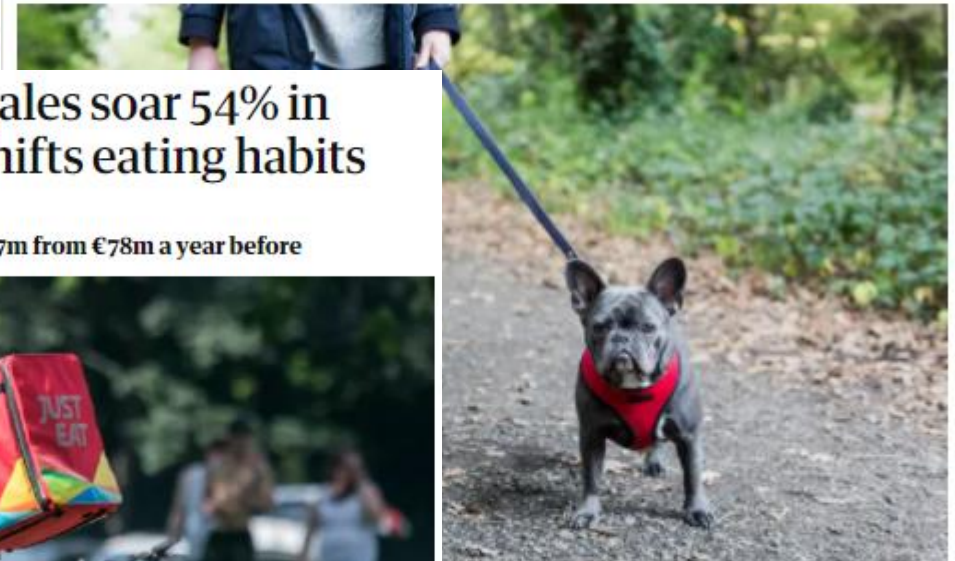 ales soar 54% in
hifts eating habits
7m from €78m a year before
JUST
EAT